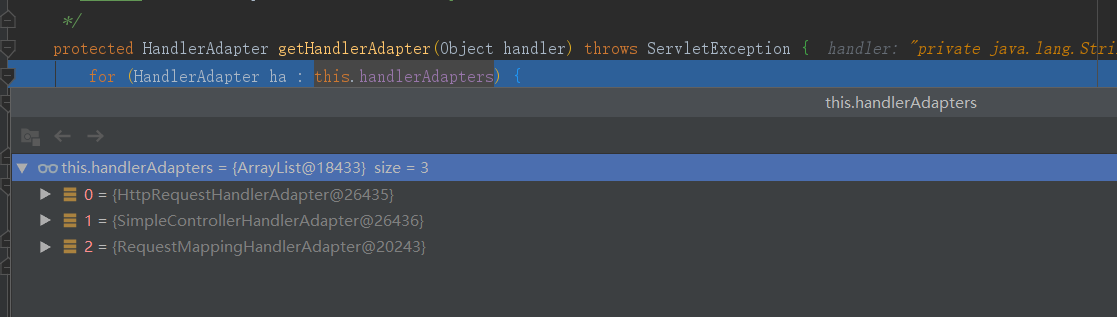 */
protected HandlerAdapter getHandlerAdapter(Object handler) throws ServletException { handler: "private java.lang.Stri
for (HandlerAdapter ha : this.handlerAdapters) {
this.handlerAdapters
this.handlerAdapters = {ArrayList@18433} size = 3
0 = {HttpRequestHandlerAdapter@26435}
1 = {SimpleControllerHandlerAdapter@26436}
2 = {RequestMappingHandlerAdapter@20243}